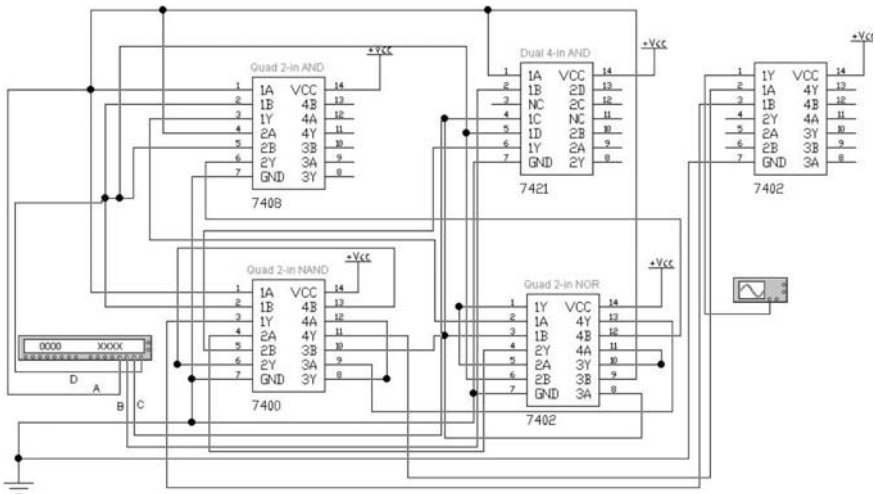 +Vcc
Quad 2-in AND
1 1A VCC 14
2 1B 4B 13
3 1Y 4A 12
4 2A 4Y 11
5 2B 3B 10
6 2Y 3A 9
7 GND 3Y 8
7408
+Vcc
Dual 4-in AND
1 1A VCC 14
2 1B 2D 13
3 NC 2C 12
4 1C NC 11
5 1D 2B 10
6 1Y 2A 9
7 GND 2Y 8
7421
+Vcc
1 1Y VCC 14
2 1A 4Y 13
3 1B 4B 12
4 2Y 4A 11
5 2A 3Y 10
6 2B 3B 9
7 GND 3A 8
7402
+Vcc
Quad 2-in NAND
1 1A VCC 14
2 1B 4B 13
3 1Y 4A 12
4 2A 4Y 11
5 2B 3B 10
6 2Y 3A 9
7 GND 3Y 8
7400
+Vcc
Quad 2-in NOR
1 1Y VCC 14
2 1A 4Y 13
3 1B 4B 12
4 2Y 4A 11
5 2A 3Y 10
6 2B 3B 9
7 GND 3A 8
7402
0000 XXXX
D
A
B
C